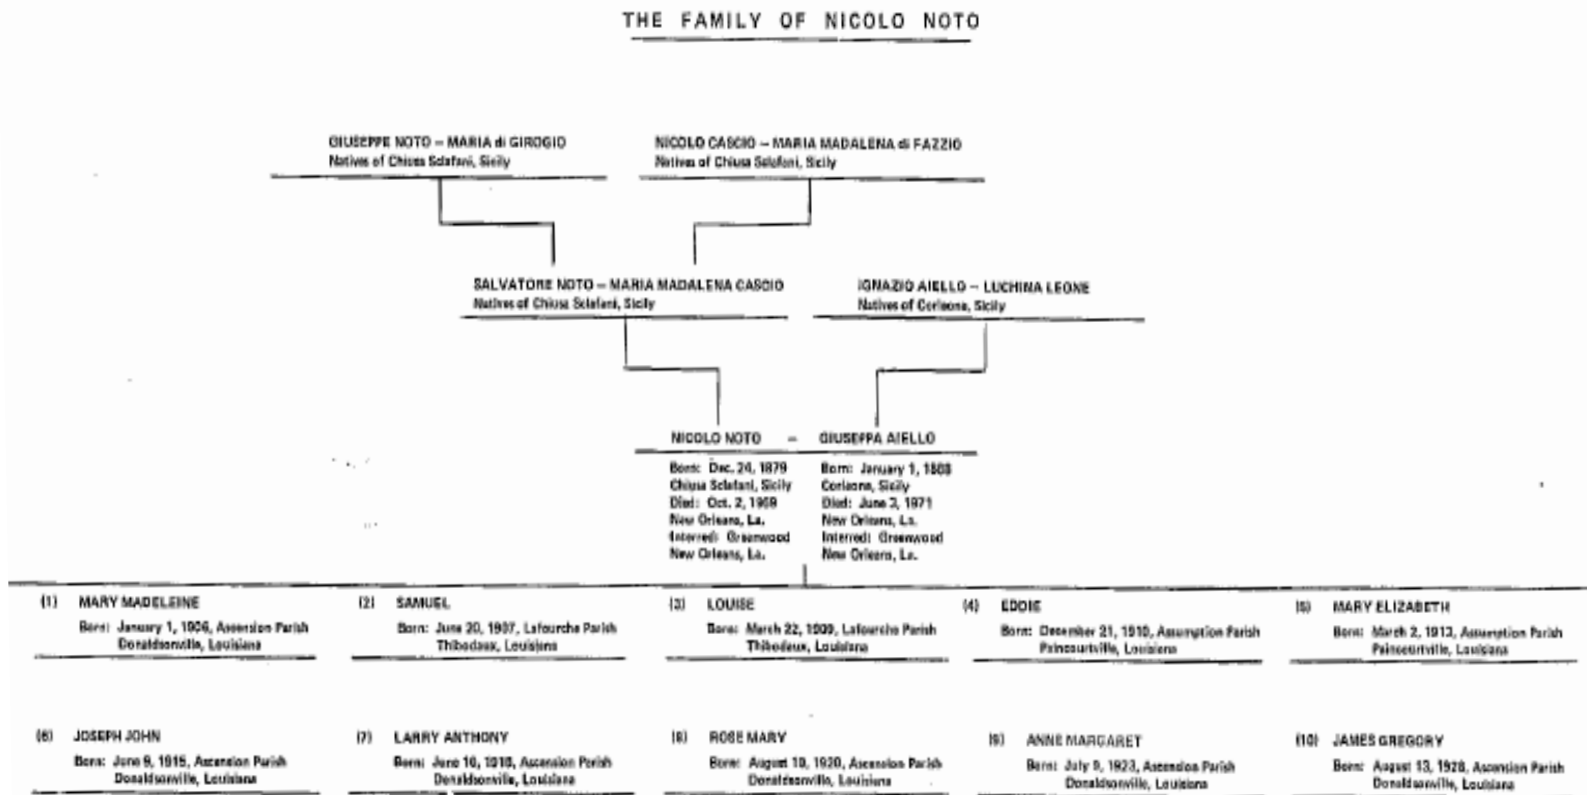 THE FAMILY OF NICOLO NOTO
GIUSEPPE NOTO – MARIA di GIROGIO
Natives of Chiusa Sclafani, Sicily
NICOLO CASCIO – MARIA MADALENA di FAZZIO
Natives of Chiusa Sclafani, Sicily
SALVATORE NOTO – MARIA MADALENA CASCIO
Natives of Chiusa Sclafani, Sicily
IGNAZIO AIELLO – LUCHINA LEONE
Natives of Corleone, Sicily
NICOLO NOTO – GIUSEPPA AIELLO
Born: Dec. 24, 1879
Chiusa Sclafani, Sicily
Died: Oct. 2, 1959
New Orleans, La.
Interred: Greenwood
New Orleans, La.
Born: January 1,
Corleone, Sicily
Died: June 3, 1971
New Orleans, La.
Interred: Greenwood
New Orleans, La.
(1) MARY MADELEINE
Born: January 1, 1906, Ascension Parish
Donaldsonville, Louisiana
(2) SAMUEL
Born: June 20, 1907, Lafourche Parish
Thibodaux, Louisiana
(3) LOUISE
Born: March 22, 1909, Lafourche Parish
Thibodaux, Louisiana
(4) EDDIE
Born: December 21, 1910, Assumption Parish
Paincourtville, Louisiana
(5) MARY ELIZABETH
Born: March 2, 1913, Assumption Parish
Paincourtville, Louisiana
(6) JOSEPH JOHN
Born: June 9, 1915, Ascension Parish
Donaldsonville, Louisiana
(7) LARRY ANTHONY
Born: June 16, 1918, Ascension Parish
Donaldsonville, Louisiana
(8) ROSE MARY
Born: August 19, 1920, Ascension Parish
Donaldsonville, Louisiana
(9) ANNE MARGARET
Born: July 9, 1923, Ascension Parish
Donaldsonville, Louisiana
(10) JAMES GREGORY
Born: August 13, 1928, Ascension Parish
Donaldsonville, Louisiana